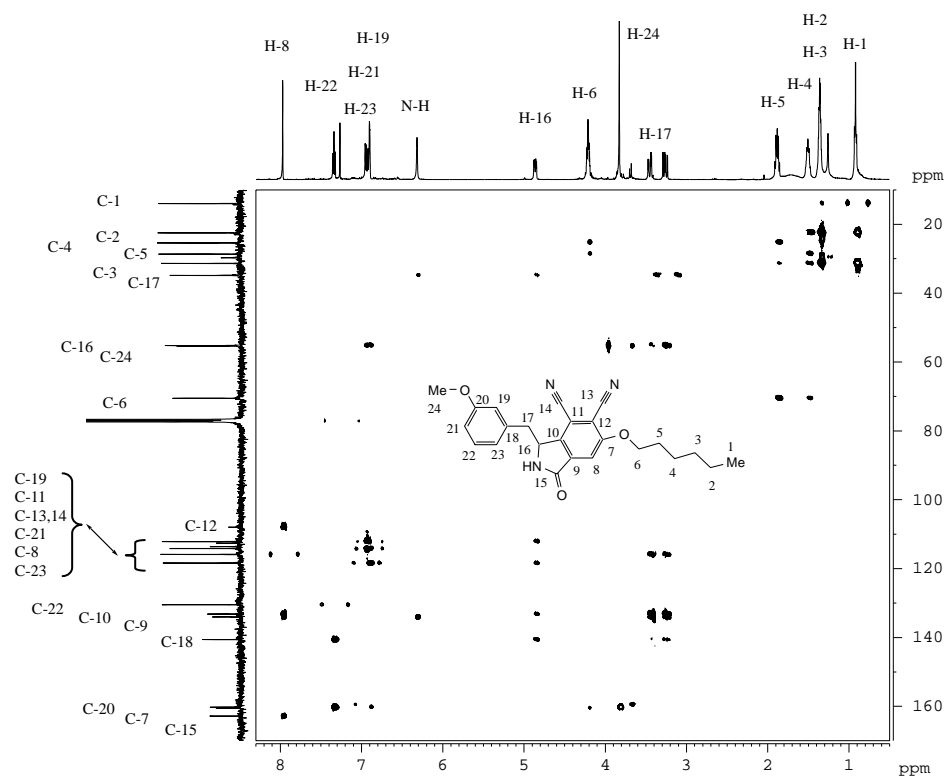 H-8
H-22
H-19
H-21
H-23
N-H
H-16
H-6
H-24
H-17
H-5
H-4
H-2
H-3
H-1
ppm
C-1
C-4
C-2
C-5
C-3
C-17
C-16
C-24
C-6
C-19
C-11
C-13,14
C-21
C-8
C-23
C-12
C-22
C-10
C-9
C-18
C-20
C-7
C-15
20
40
60
80
100
120
140
160
MeO
24
20
19
21
22
23
18
17
16
HN
15
N
14
N
13
11
10
12
9
8
7
O
O
6
5
4
3
2
1
CH3
8 7 6 5 4 3 2 1 ppm